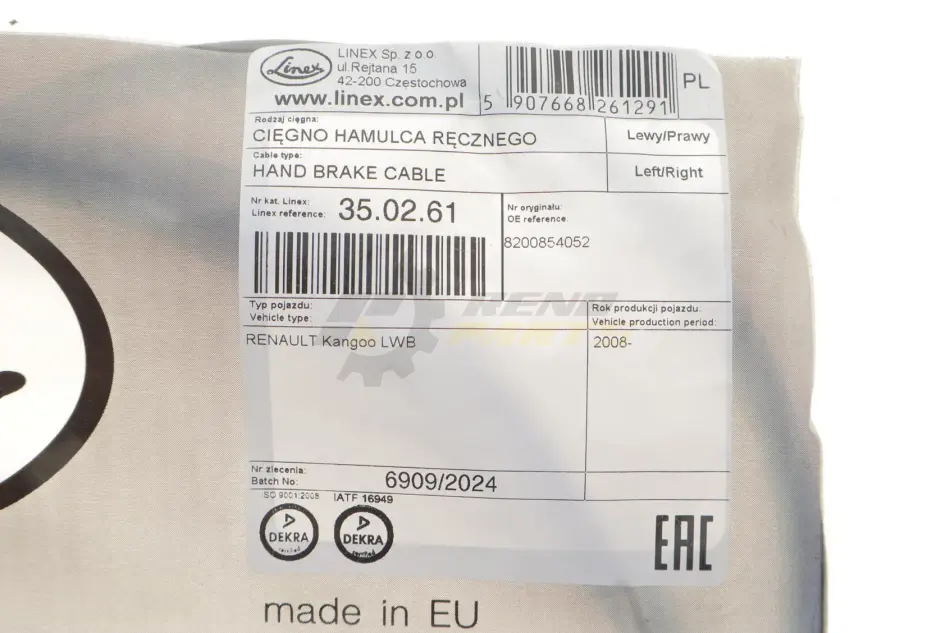 Linex
LINEX Sp. z o.o.
ul.Rejtana 15
42-200 Częstochowa
www.linex.com.pl
5 907668 261291
PL
Rodzaj cięgna:
CIĘGNO HAMULCA RĘCZNEGO
Lewy/Prawy
Cable type:
HAND BRAKE CABLE
Left/Right
Nr kat. Linex:
Linex reference:
35.02.61
Nr oryginału:
OE reference:
8200854052
Typ pojazdu:
Vehicle type:
Rok produkcji pojazdu:
Vehicle production period:
RENAULT Kangoo LWB
2008-
Nr zlecenia:
Batch No:
6909/2024
ISO 9001:2008
IATF 16949
DEKRA
certified
DEKRA
certified
EAC
made in EU